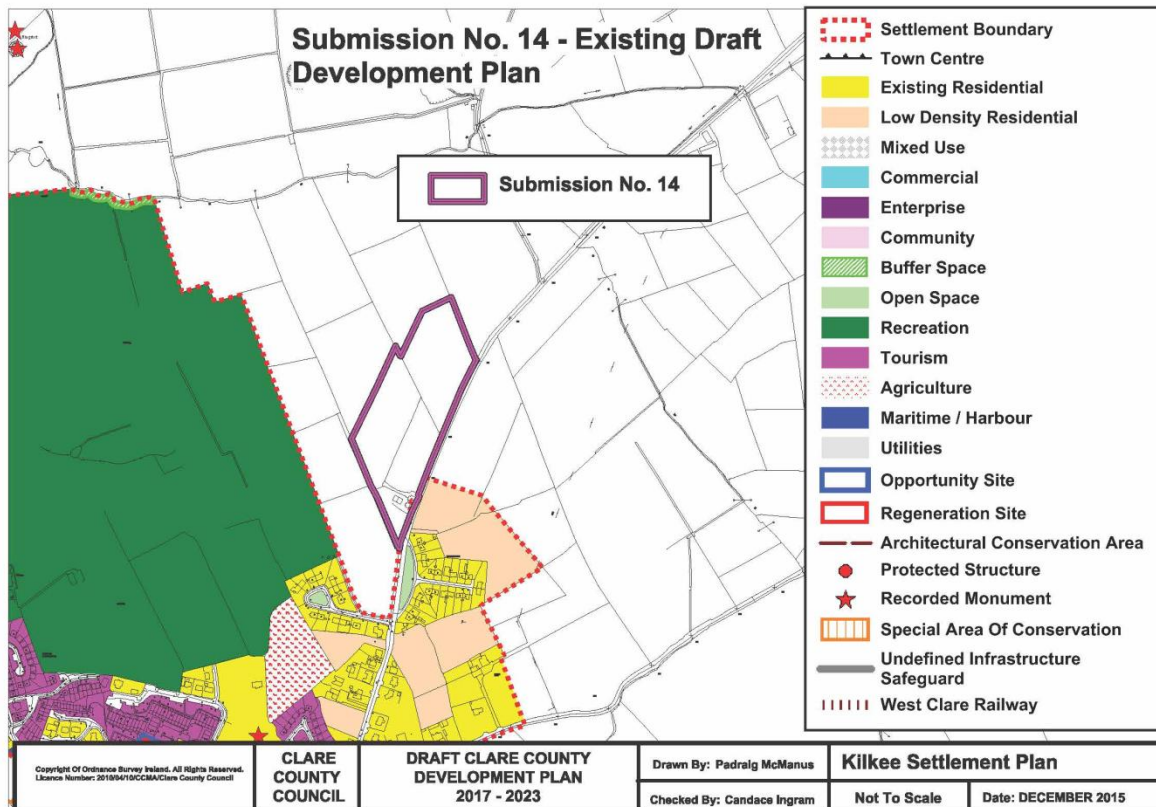 Submission No. 14 - Existing Draft
Development Plan
Submission No. 14
Settlement Boundary
Town Centre
Existing Residential
Low Density Residential
Mixed Use
Commercial
Enterprise
Community
Buffer Space
Open Space
Recreation
Tourism
Agriculture
Maritime / Harbour
Utilities
Opportunity Site
Regeneration Site
Architectural Conservation Area
Protected Structure
Recorded Monument
Special Area Of Conservation
Undefined Infrastructure
Safeguard
West Clare Railway
Copyright Of Ordnance Survey Ireland. All Rights Reserved.
Licence Number: 2010/04/10/CCMA/Clare County Council
CLARE
COUNTY
COUNCIL
DRAFT CLARE COUNTY
DEVELOPMENT PLAN
2017 - 2023
Drawn By: Padraig McManus
Checked By: Candace Ingram
Kilkee Settlement Plan
Not To Scale
Date: DECEMBER 2015